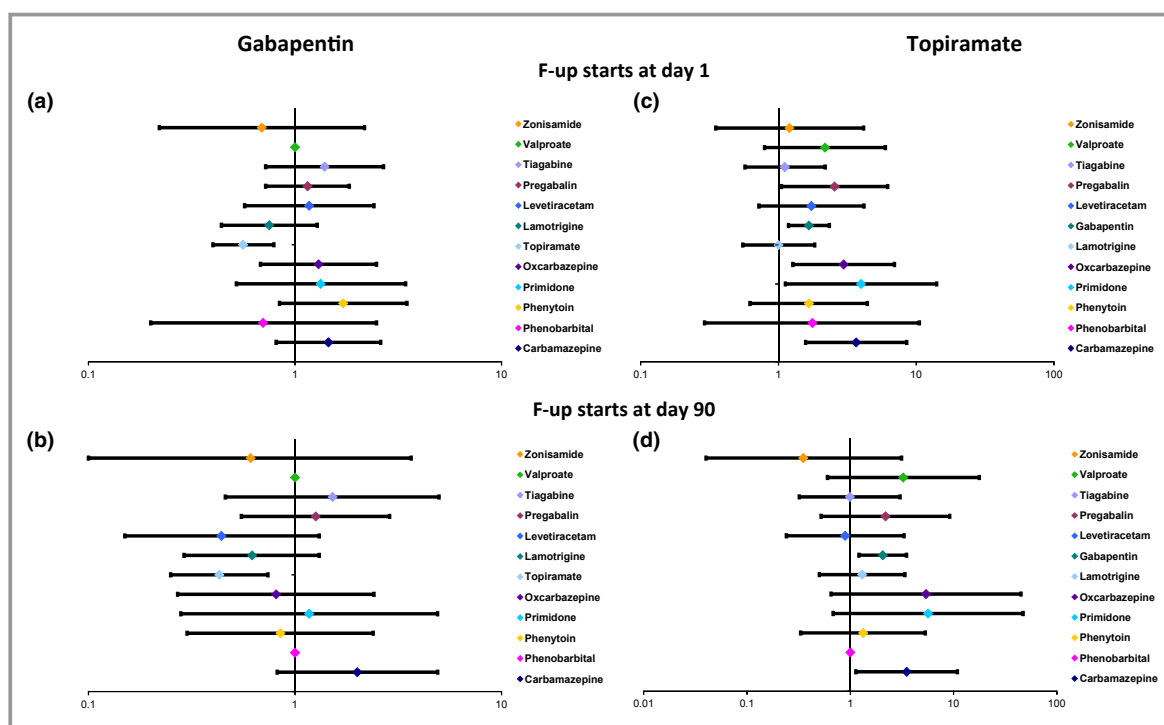 Gabapentin
Topiramate
F-up starts at day 1
(a)
Zonisamide
Valproate
Tiagabine
Pregabalin
Levetiracetam
Lamotrigine
Topiramate
Oxcarbazepine
Primidone
Phenytoin
Phenobarbital
Carbamazepine
0.1 1 10
(c)
Zonisamide
Valproate
Tiagabine
Pregabalin
Levetiracetam
Gabapentin
Lamotrigine
Oxcarbazepine
Primidone
Phenytoin
Phenobarbital
Carbamazepine
0.1 1 10 100
F-up starts at day 90
(b)
Zonisamide
Valproate
Tiagabine
Pregabalin
Levetiracetam
Lamotrigine
Topiramate
Oxcarbazepine
Primidone
Phenytoin
Phenobarbital
Carbamazepine
0.1 1 10
(d)
Zonisamide
Valproate
Tiagabine
Pregabalin
Levetiracetam
Gabapentin
Lamotrigine
Oxcarbazepine
Primidone
Phenytoin
Phenobarbital
Carbamazepine
0.01 0.1 1 10 100